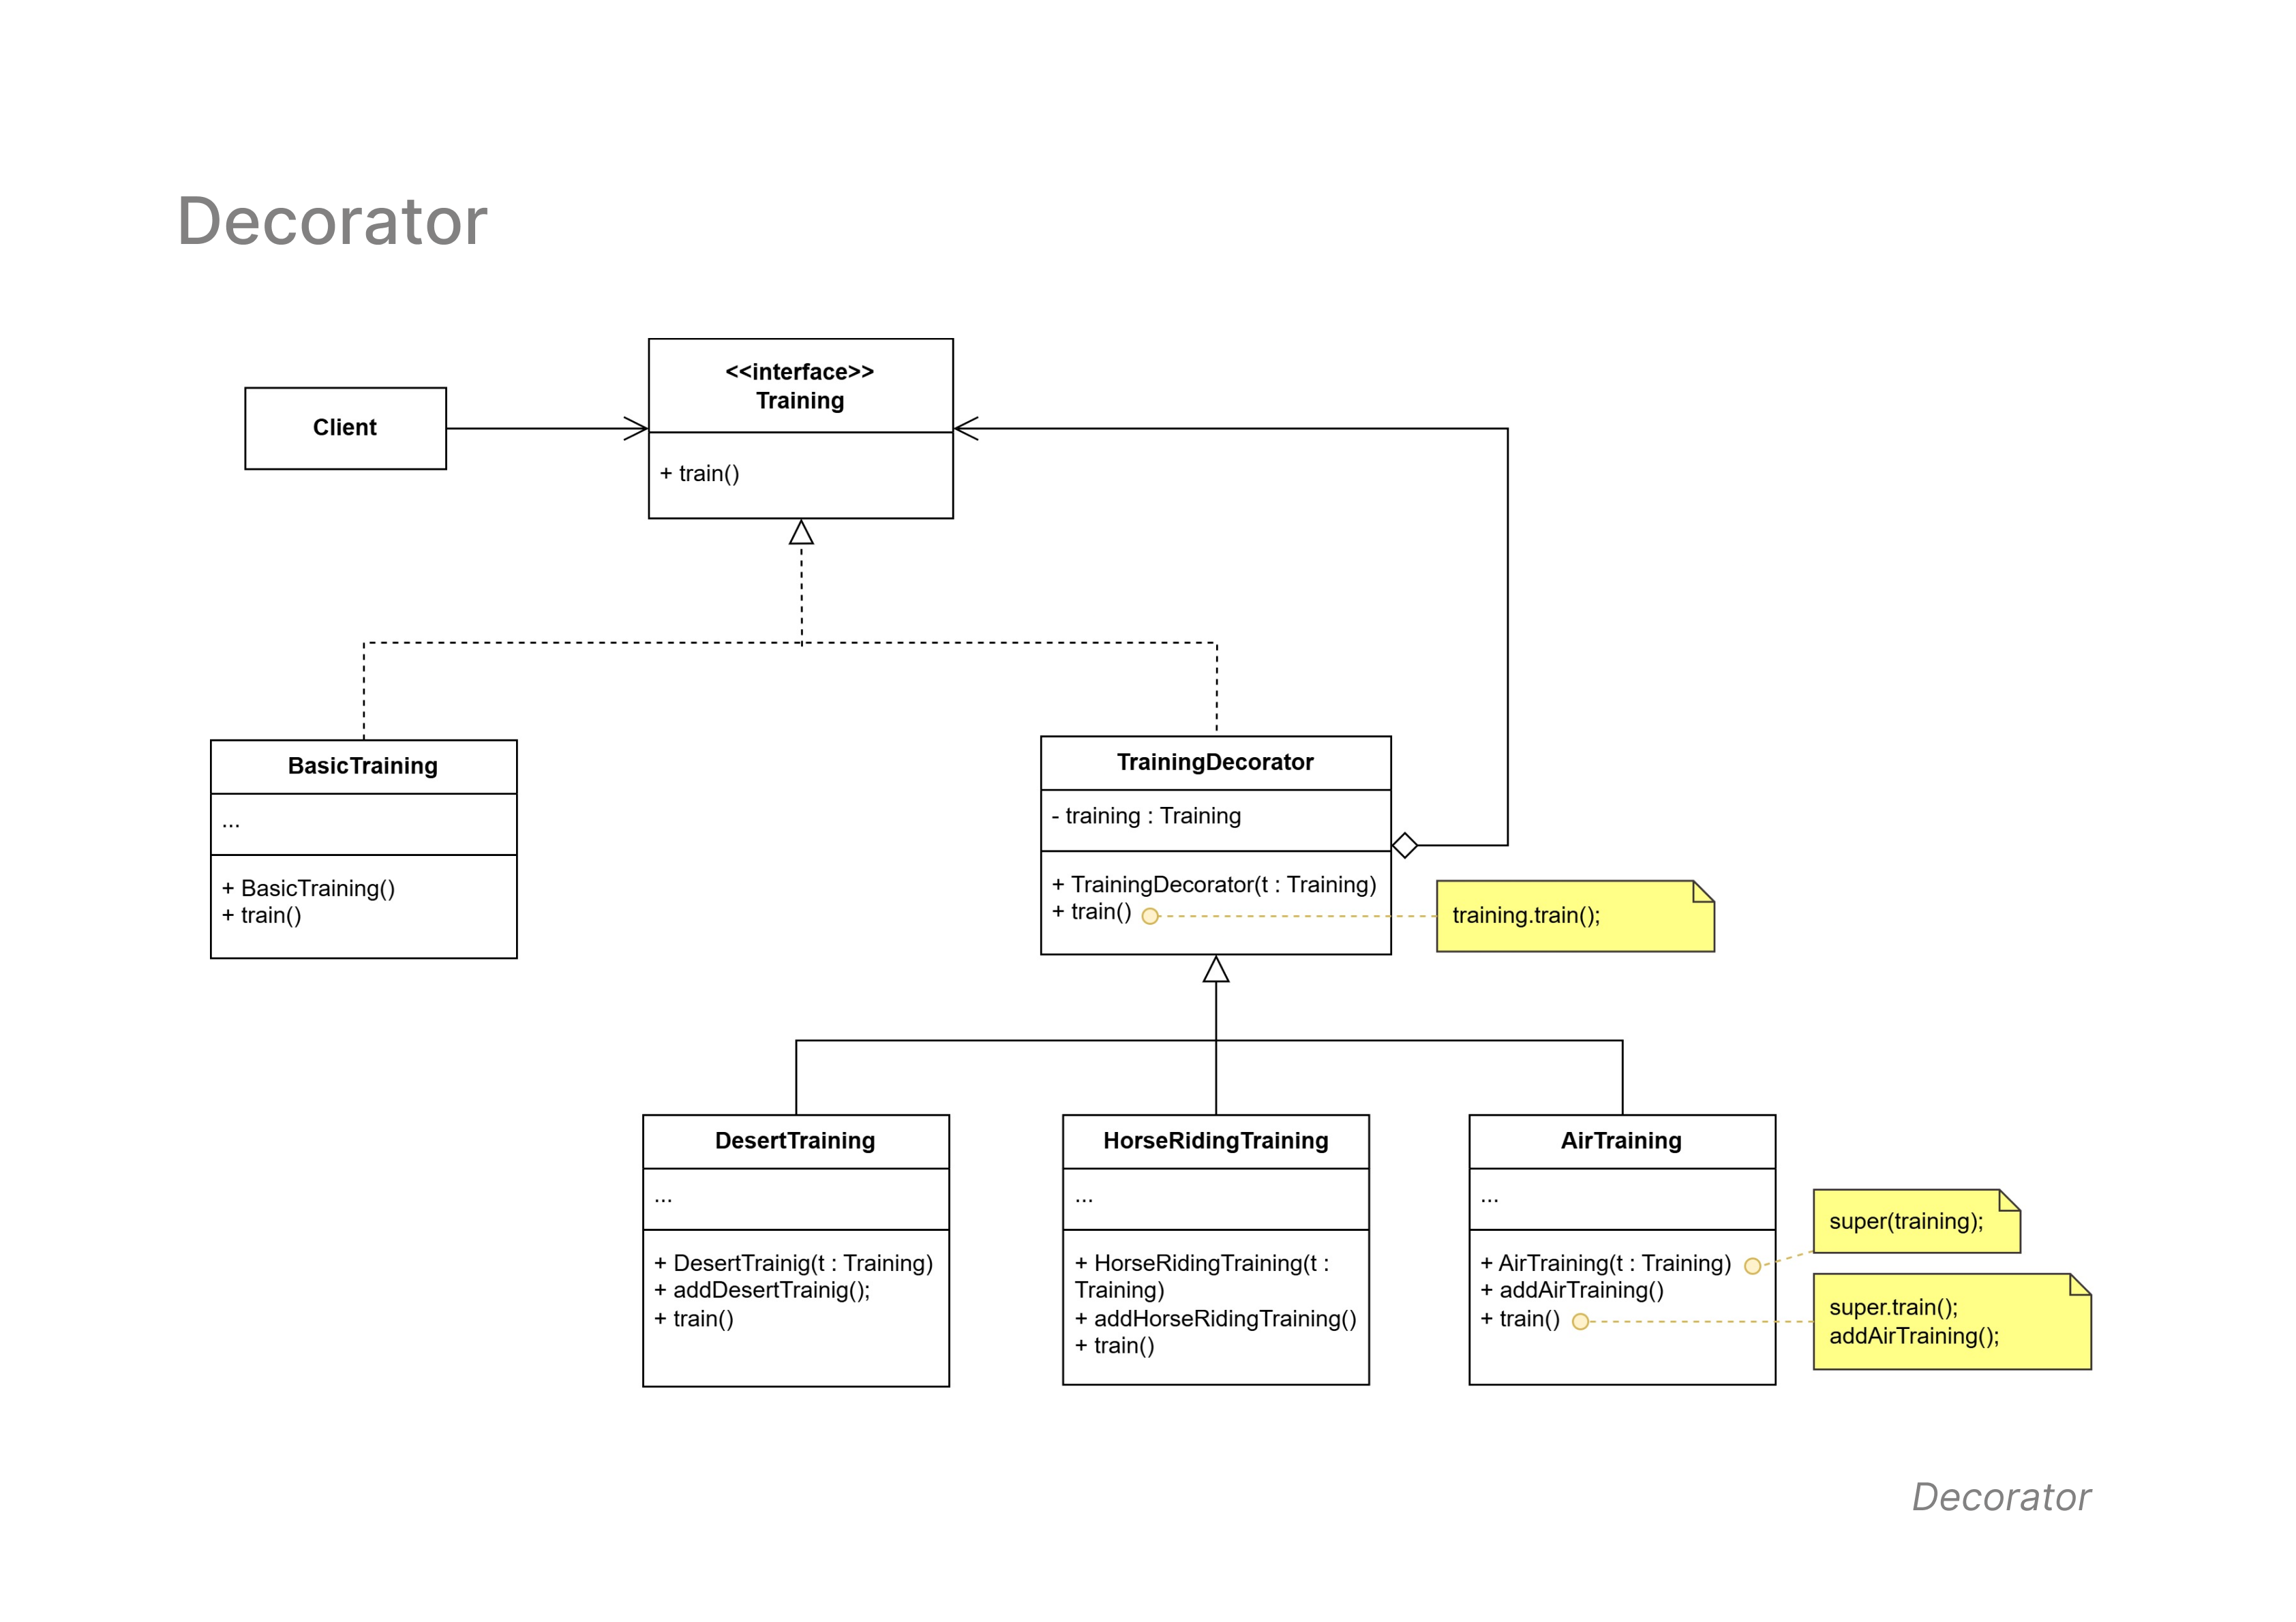 Decorator
<<interface>>
Training
+ train()
Client
BasicTraining
...
+ BasicTraining()
+ train()
TrainingDecorator
- training : Training
+ TrainingDecorator(t : Training)
+ train()
training.train();
DesertTraining
...
+ DesertTrainig(t : Training)
+ addDesertTrainig();
+ train()
HorseRidingTraining
...
+ HorseRidingTraining(t :
Training)
+ addHorseRidingTraining()
+ train()
AirTraining
...
+ AirTraining(t : Training)
+ addAirTraining()
+ train()
super(training);
super.train();
addAirTraining();
Decorator